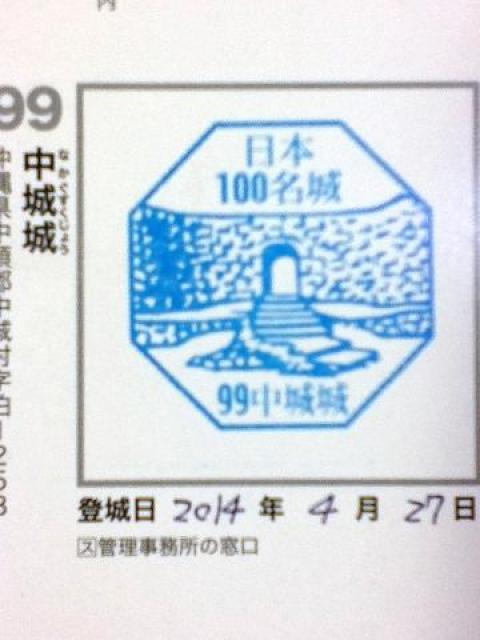 内
99
中城城
なかぐすくじょう
沖縄県中頭郡中城村字泊1258
日本
100名城
99中城城
登城日 2014 年 4 月 27 日
ス管理事務所の窓口